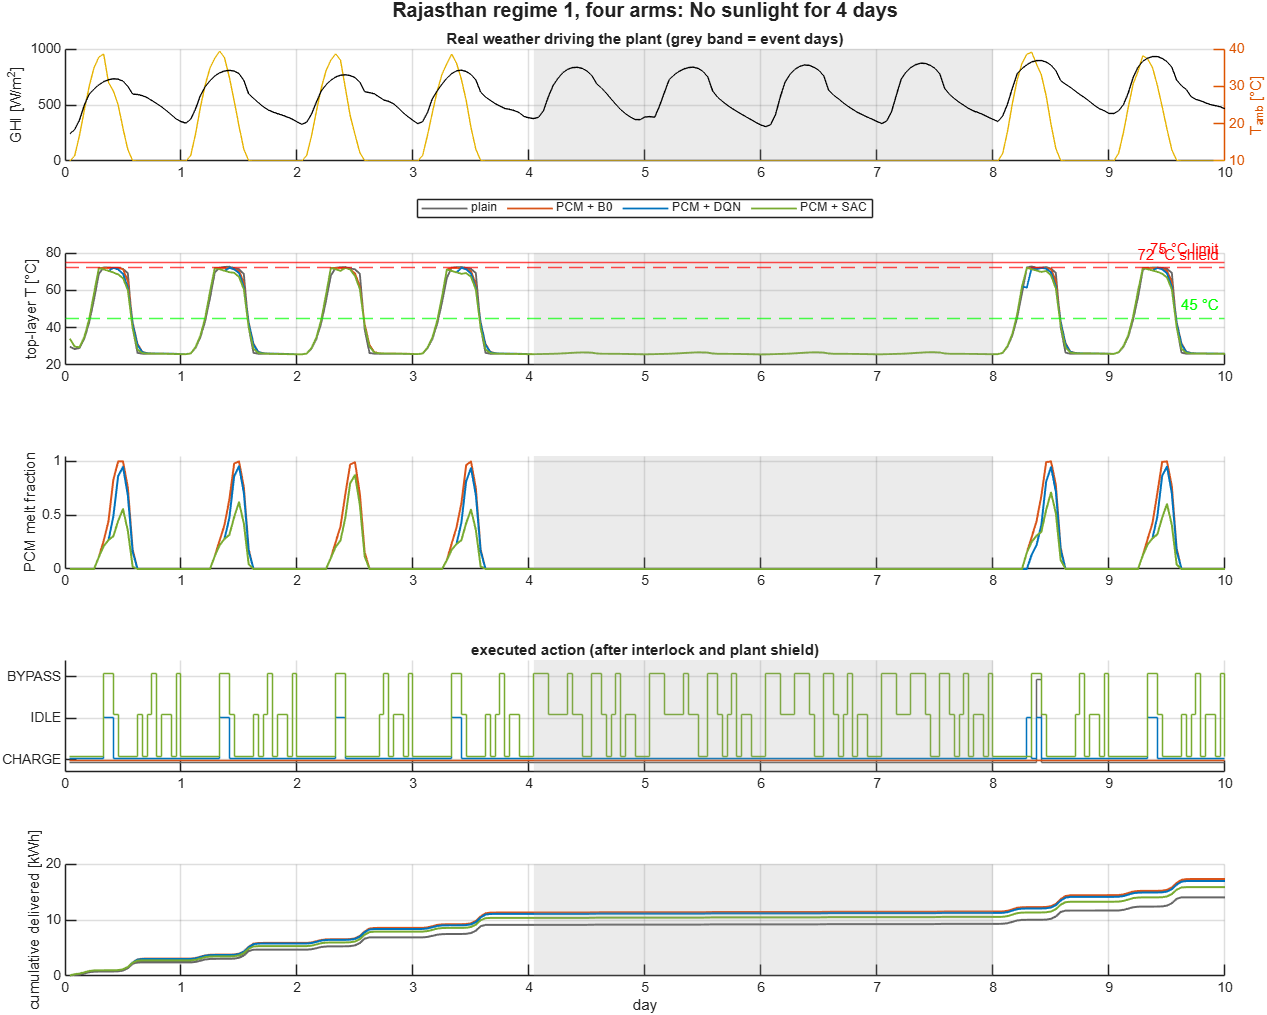 Rajasthan regime 1, four arms: No sunlight for 4 days
Real weather driving the plant (grey band = event days)
GHI [W/m²]
1000
500
0
40
30
20
10
T_amb [°C]
0 1 2 3 4 5 6 7 8 9 10
plain PCM + B0 PCM + DQN PCM + SAC
top-layer T [°C]
80
60
40
20
75 °C limit
72 °C shield
45 °C
0 1 2 3 4 5 6 7 8 9 10
PCM melt fraction
1
0.5
0
0 1 2 3 4 5 6 7 8 9 10
executed action (after interlock and plant shield)
BYPASS
IDLE
CHARGE
0 1 2 3 4 5 6 7 8 9 10
cumulative delivered [kWh]
20
10
0
0 1 2 3 4 5 6 7 8 9 10
day